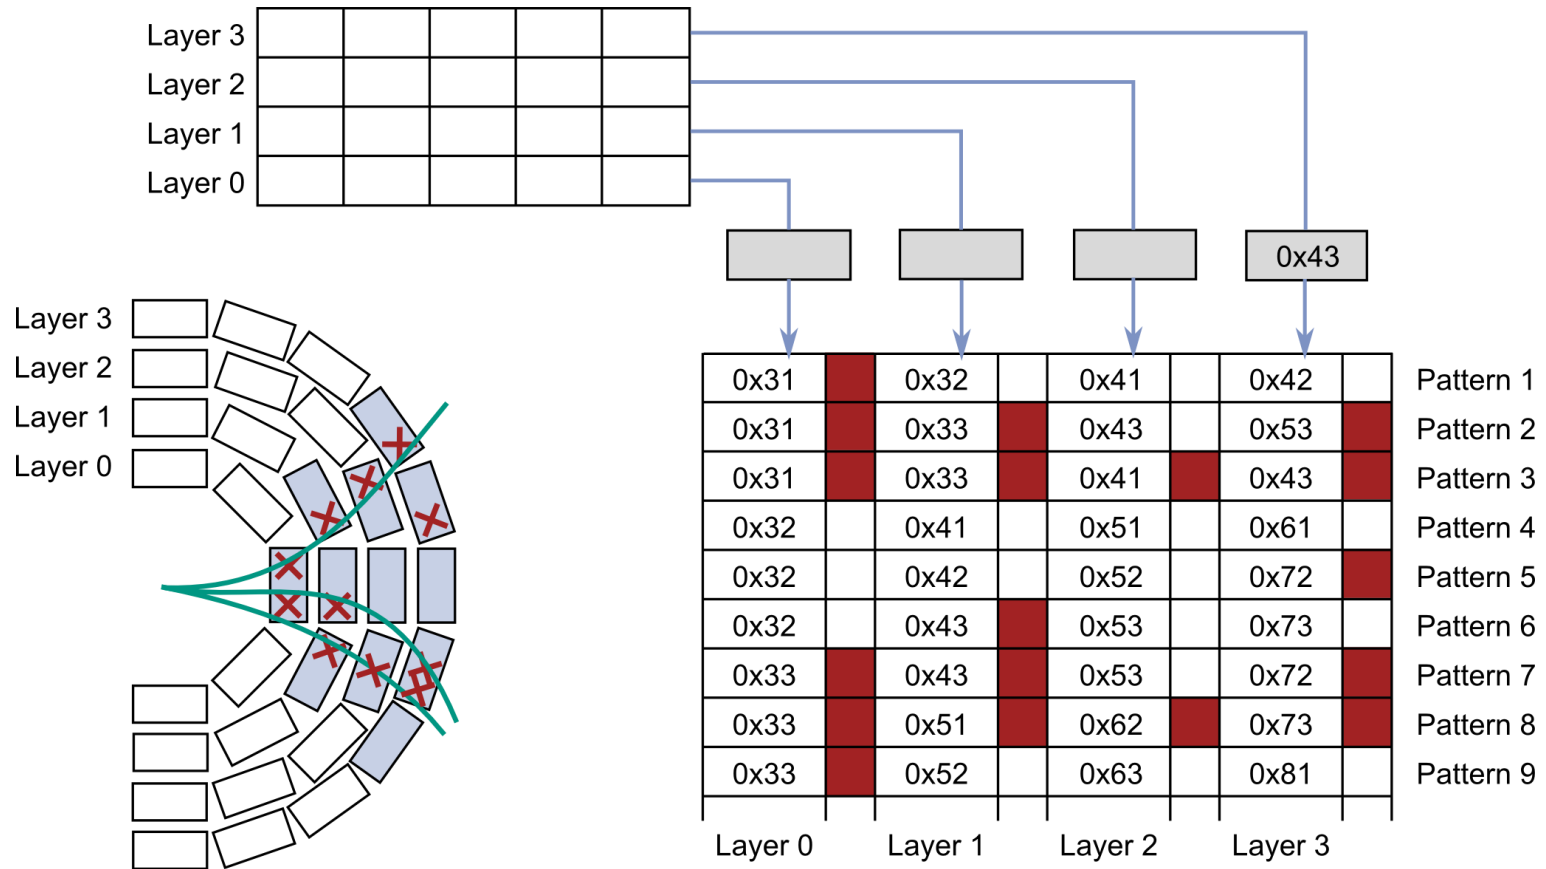 Layer 3
Layer 2
Layer 1
Layer 0
0x43
Layer 3
Layer 2
Layer 1
Layer 0
0x31 0x32 0x41 0x42 Pattern 1
0x31 0x33 0x43 0x53 Pattern 2
0x31 0x33 0x41 0x43 Pattern 3
0x32 0x41 0x51 0x61 Pattern 4
0x32 0x42 0x52 0x72 Pattern 5
0x32 0x43 0x53 0x73 Pattern 6
0x33 0x43 0x53 0x72 Pattern 7
0x33 0x51 0x62 0x73 Pattern 8
0x33 0x52 0x63 0x81 Pattern 9
Layer 0 Layer 1 Layer 2 Layer 3